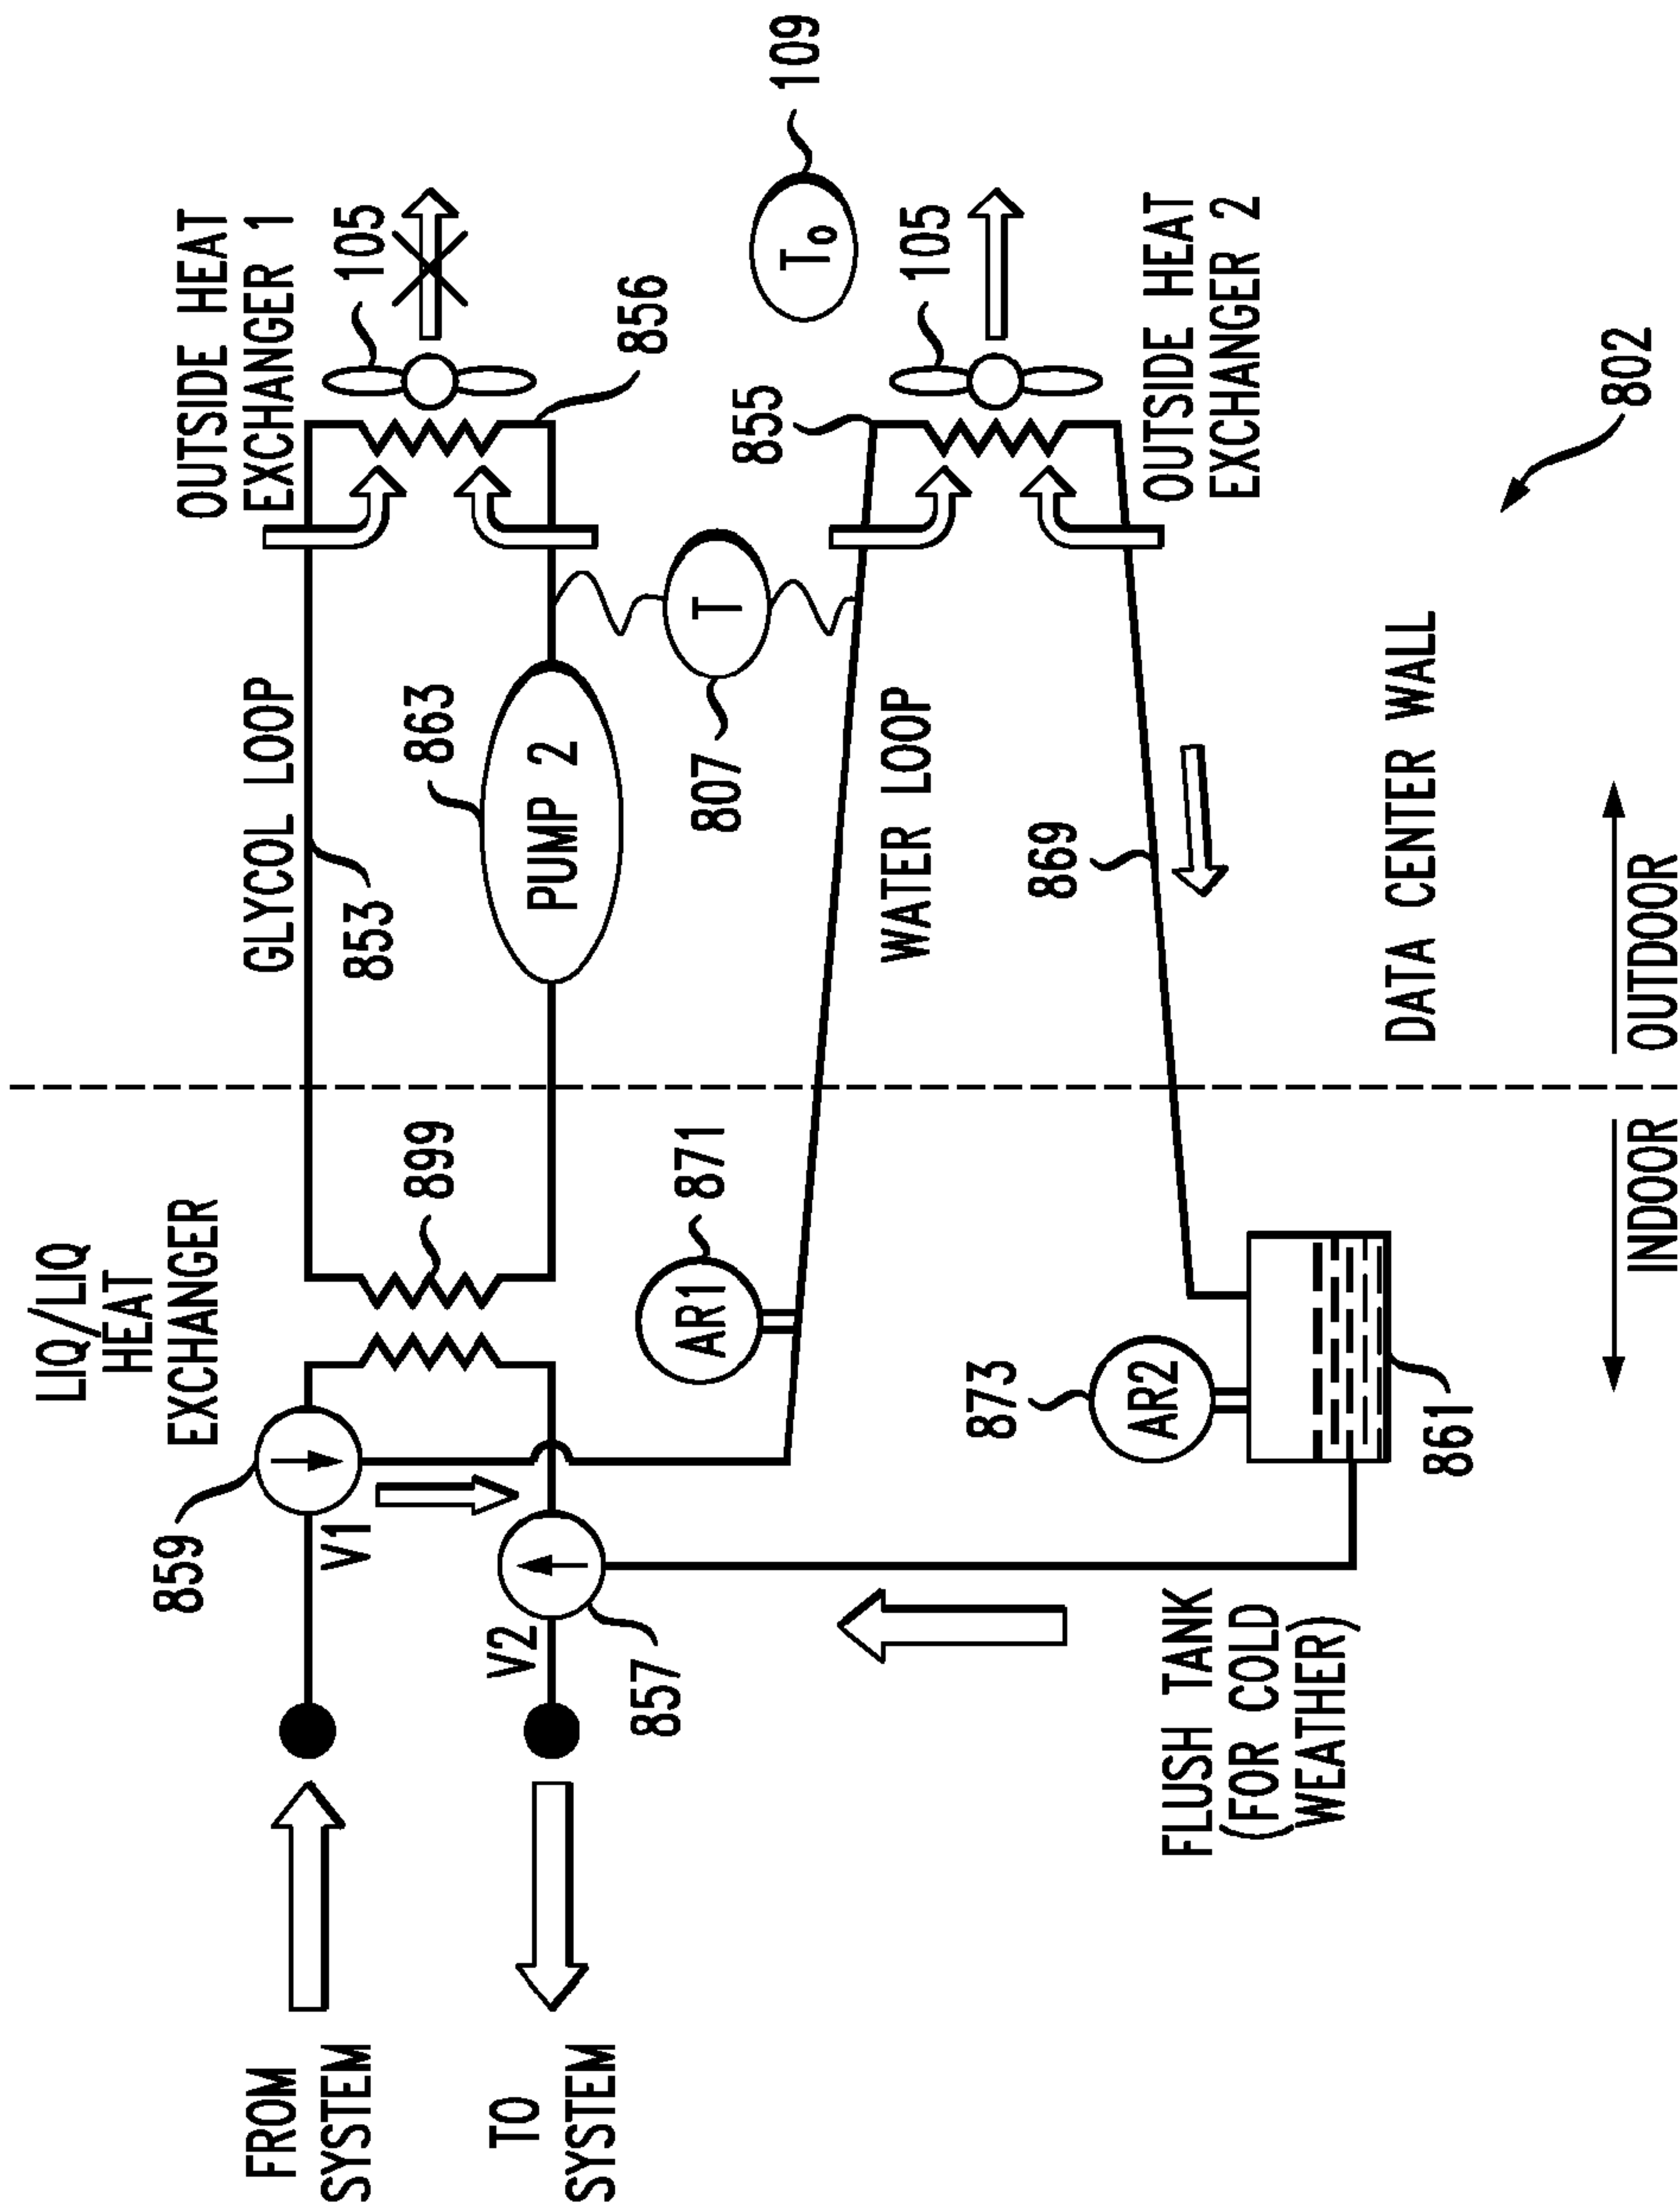 OUTSIDE HEAT
EXCHANGER 1
105
856
109
T₀
105
855
OUTSIDE HEAT
EXCHANGER 2
802
GLYCOL LOOP
853
863
PUMP 2
T
807
WATER LOOP
869
DATA CENTER WALL
OUTDOOR
INDOOR
LIQ/LIQ
HEAT
EXCHANGER
899
871
AR1
859
V1
V2
857
873
AR2
861
FLUSH TANK
(FOR COLD
WEATHER)
FROM
SYSTEM
TO
SYSTEM